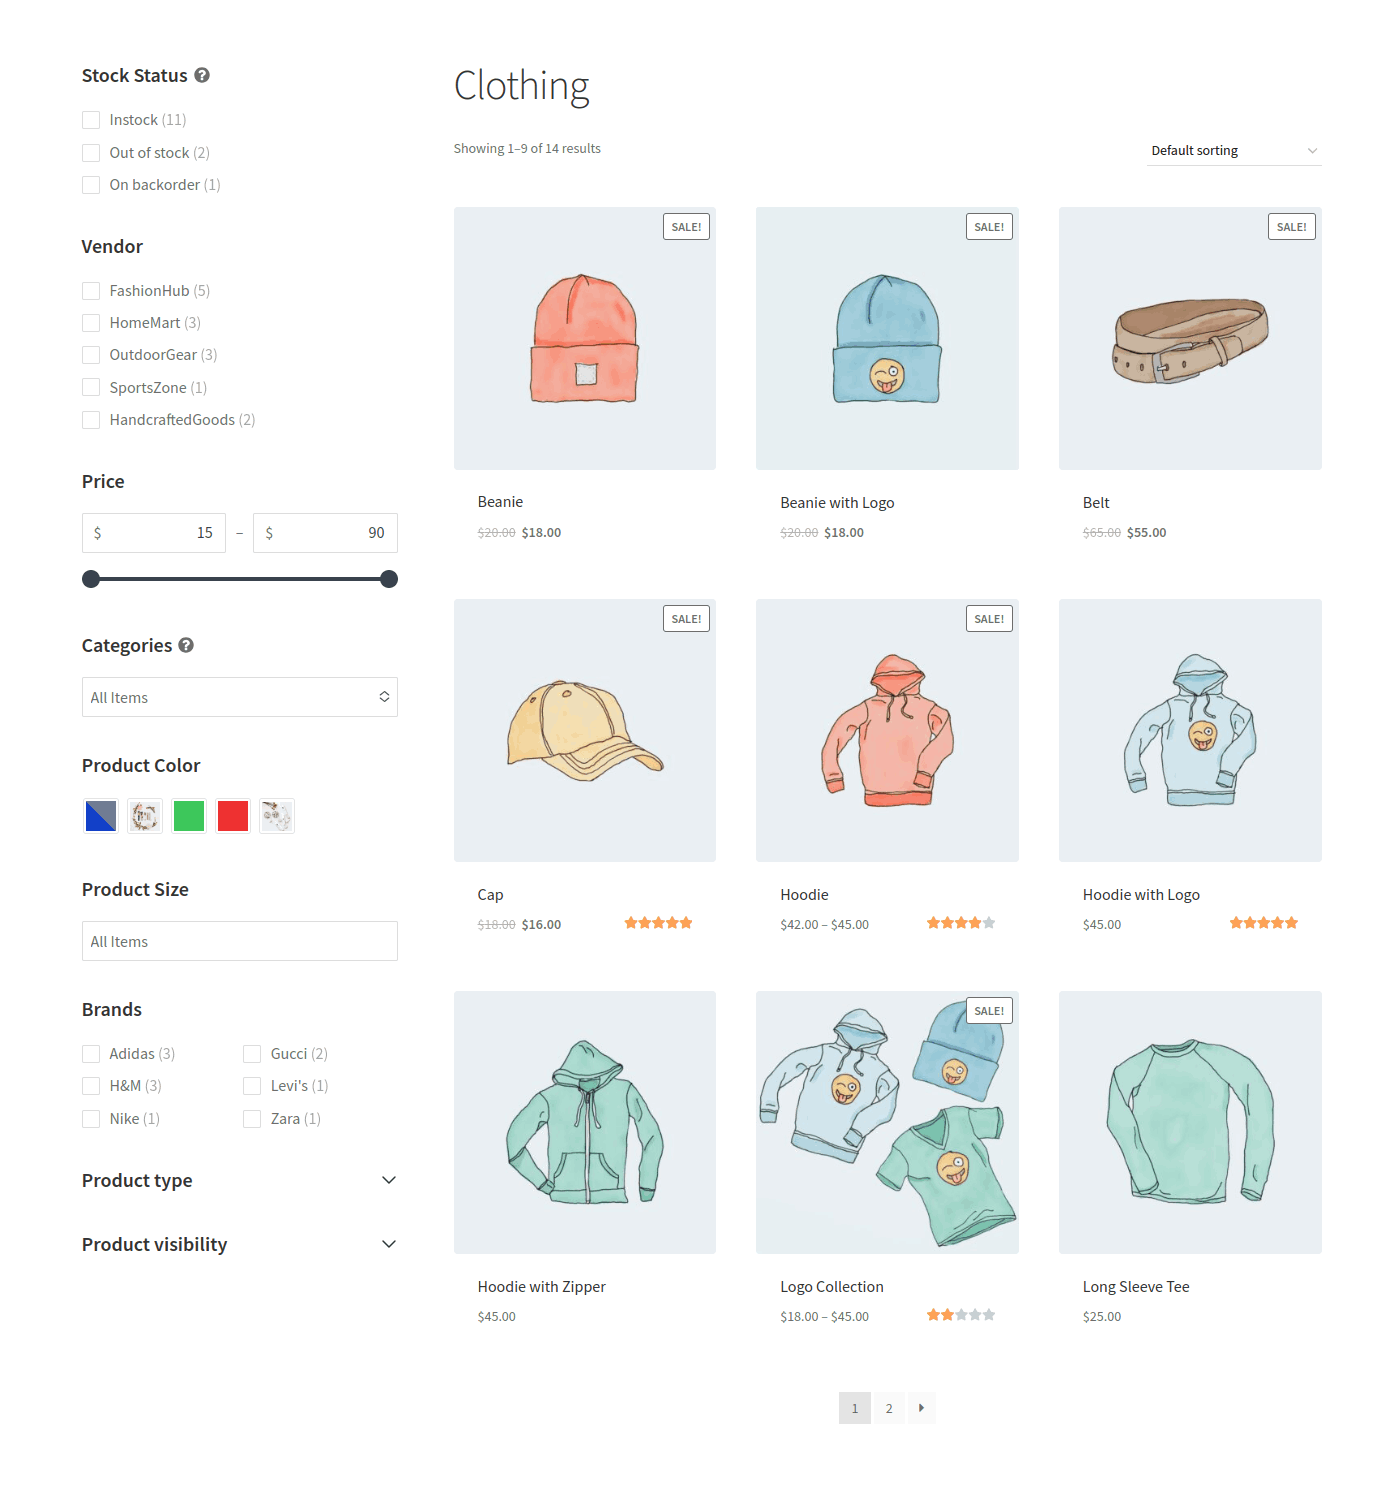 Stock Status ?
Instock (11)
Out of stock (2)
On backorder (1)
Vendor
FashionHub (5)
HomeMart (3)
OutdoorGear (3)
SportsZone (1)
HandcraftedGoods (2)
Price
$ 15 – $ 90
Categories ?
All Items
Product Color
Product Size
All Items
Brands
Adidas (3)
Gucci (2)
H&M (3)
Levi's (1)
Nike (1)
Zara (1)
Product type
Product visibility
Clothing
Showing 1–9 of 14 results
Default sorting
SALE!
SALE!
SALE!
Beanie
$20.00 $18.00
Beanie with Logo
$20.00 $18.00
Belt
$65.00 $55.00
SALE!
SALE!
Cap
$18.00 $16.00
Hoodie
$42.00 – $45.00
Hoodie with Logo
$45.00
SALE!
Hoodie with Zipper
$45.00
Logo Collection
$18.00 – $45.00
Long Sleeve Tee
$25.00
1 2